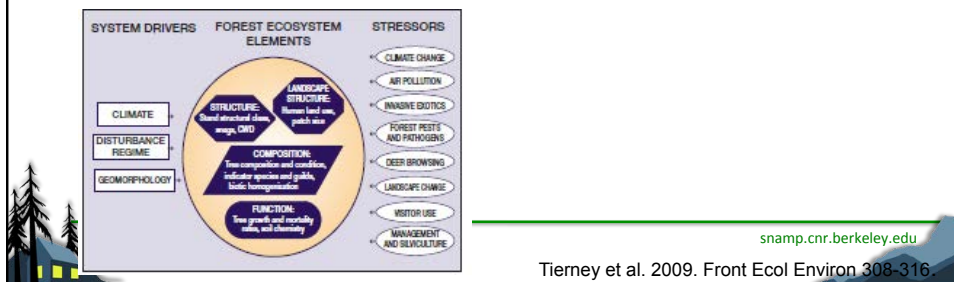 SYSTEM DRIVERS
FOREST ECOSYSTEM
ELEMENTS
STRESSORS
CLIMATE
DISTURBANCE
REGIME
GEOMORPHOLOGY
STRUCTURE:
Stand structural class,
snags, CWD
LANDSCAPE
STRUCTURE:
Human land use,
patch size
COMPOSITION:
Tree composition and condition,
indicator species and guilds,
biotic homogenization
FUNCTION:
Tree growth and mortality
rates, soil chemistry
CLIMATE CHANGE
AIR POLLUTION
INVASIVE EXOTICS
FOREST PESTS
AND PATHOGENS
DEER BROWSING
LANDSCAPE CHANGE
VISITOR USE
MANAGEMENT
AND SILVICULTURE
snamp.cnr.berkeley.edu
Tierney et al. 2009. Front Ecol Environ 308-316.